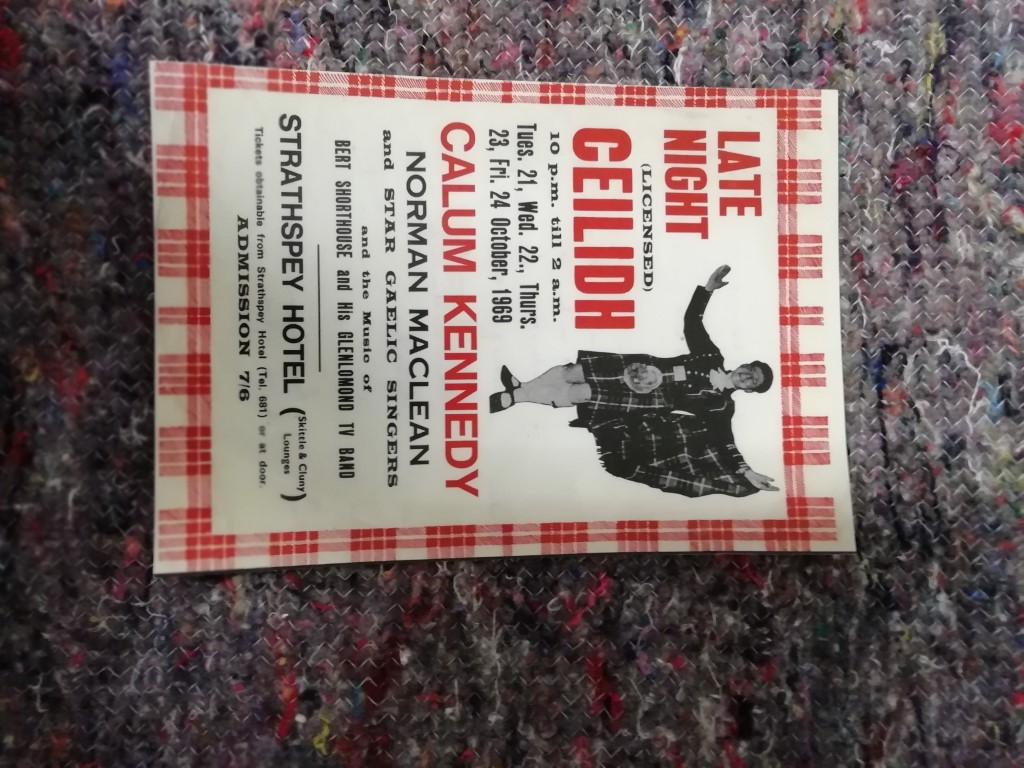 LATE
NIGHT
(LICENSED)
CEILIDH
10 p.m. till 2 a.m.
Tues. 21, Wed. 22., Thurs.
23, Fri. 24 October, 1969
CALUM KENNEDY
NORMAN MACLEAN
and STAR GAELIC SINGERS
and the Music of
BERT SHORTHOUSE and His GLENLOMOND TV BAND
STRATHSPEY HOTEL (Skittle & Cluny
Lounges)
Tickets obtainable from Strathspey Hotel (Tel. 681) or at door.
ADMISSION 7/6